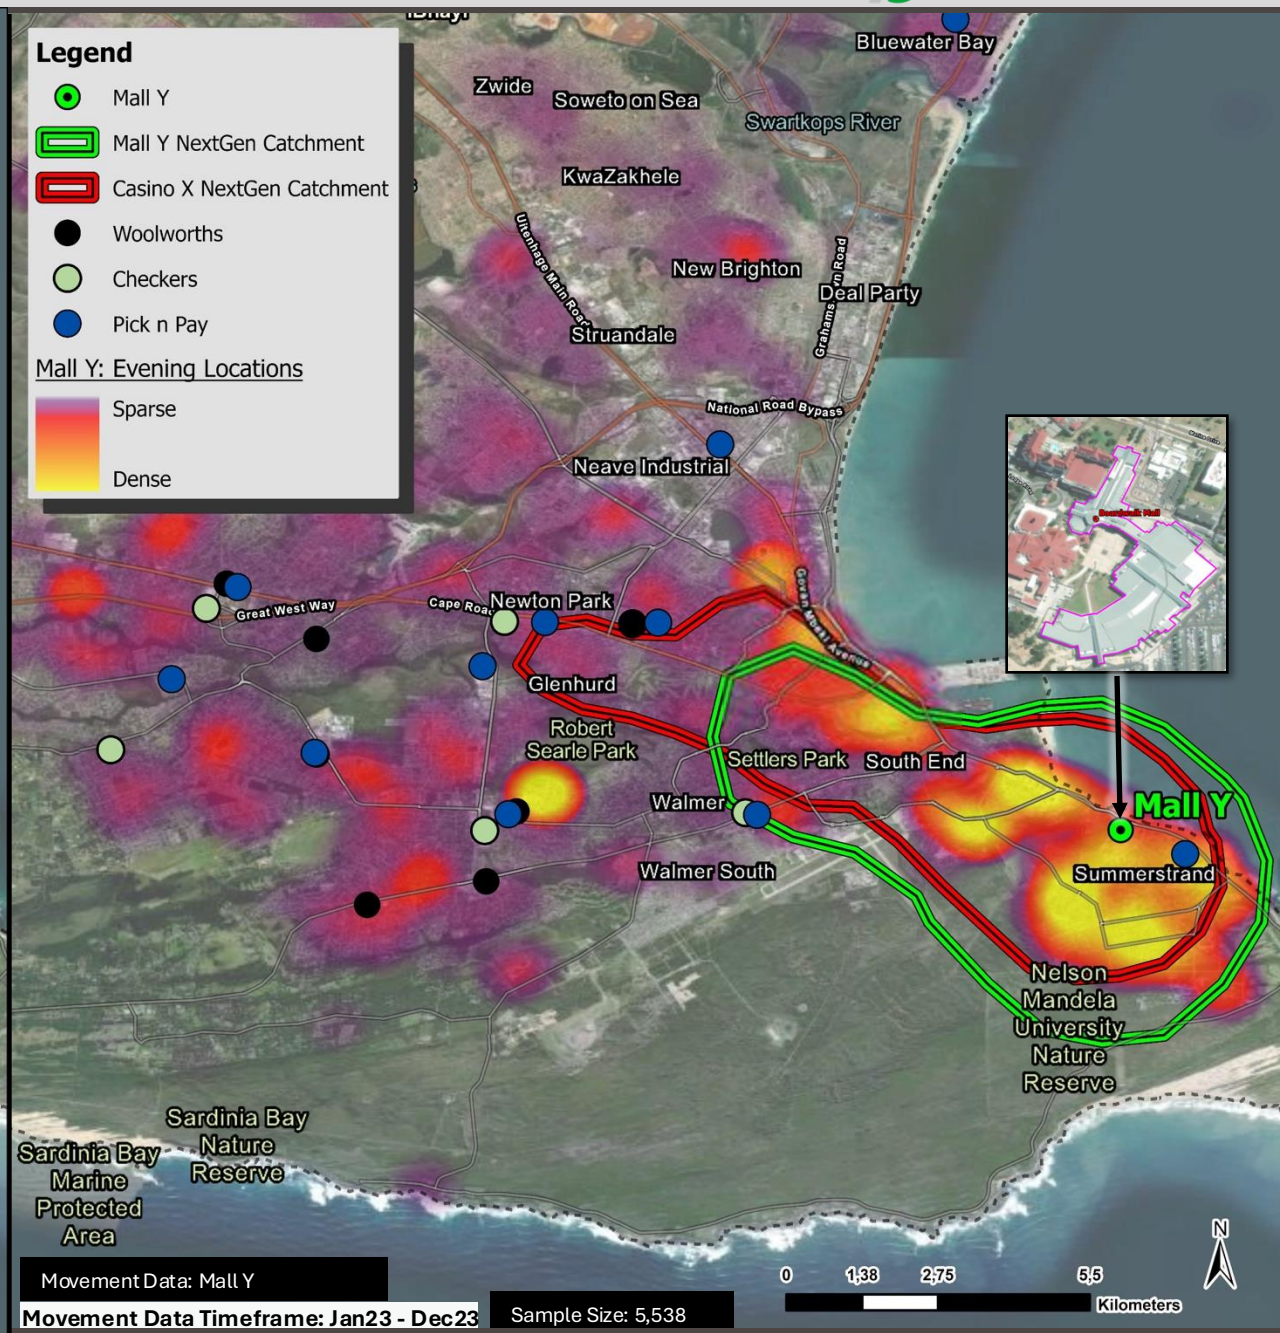 Legend
Mall Y
Mall Y NextGen Catchment
Casino X NextGen Catchment
Woolworths
Checkers
Pick n Pay
Mall Y: Evening Locations
Sparse
Dense
Bluewater Bay
Zwide
Soweto on Sea
Swartkops River
KwaZakhele
Uitenhage Main Road
New Brighton
Deal Party
Struandale
National Road Bypass
Neave Industrial
Boardwalk Mall
Great West Way
Cape Road
Newton Park
Govan Mbeki Avenue
Glenhurd
Robert
Searle Park
Settlers Park
South End
Walmer
Mall Y
Walmer South
Summerstrand
Nelson
Mandela
University
Nature
Reserve
Sardinia Bay
Nature
Reserve
Sardinia Bay
Marine
Protected
Area
N
Movement Data: Mall Y
Movement Data Timeframe: Jan23 - Dec23
Sample Size: 5,538
0 1,38 2,75 5,5
Kilometers